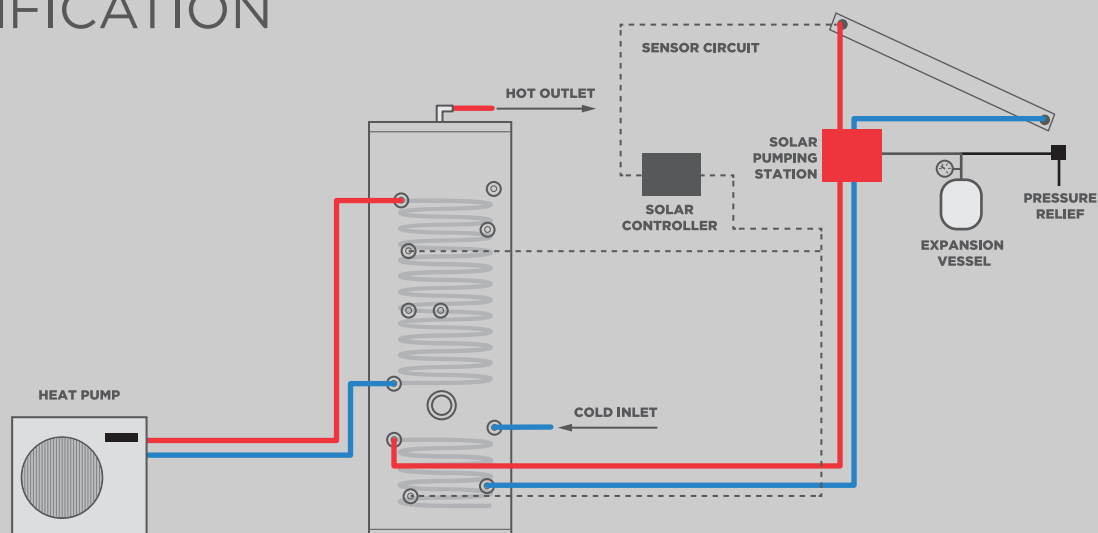 IFICATION
SENSOR CIRCUIT
HOT OUTLET
SOLAR
PUMPING
STATION
SOLAR
CONTROLLER
PRESSURE
RELIEF
EXPANSION
VESSEL
HEAT PUMP
COLD INLET